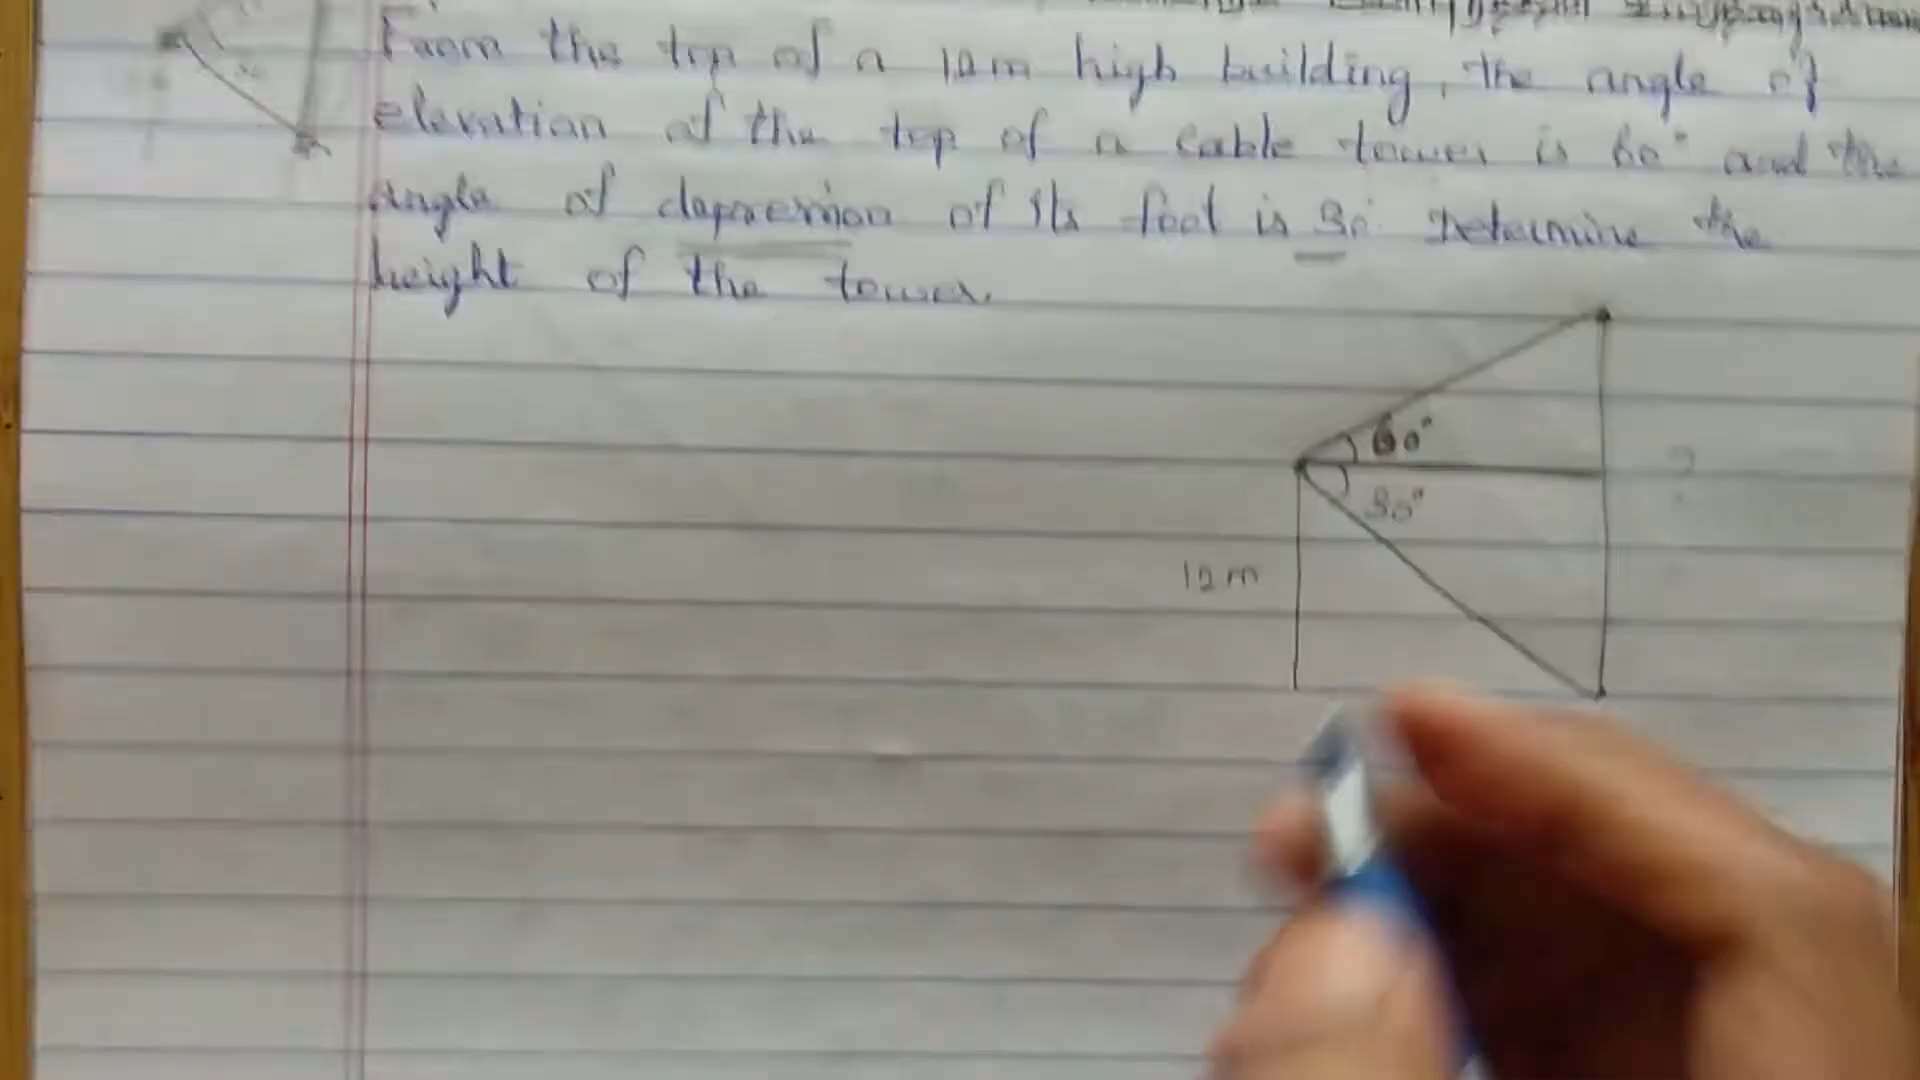 From the top of a 12m high building, the angle of
elevation of the top of a cable tower is 60° and the
angle of depression of its foot is 30° Determine the
height of the tower.
60°
30°
?
12m